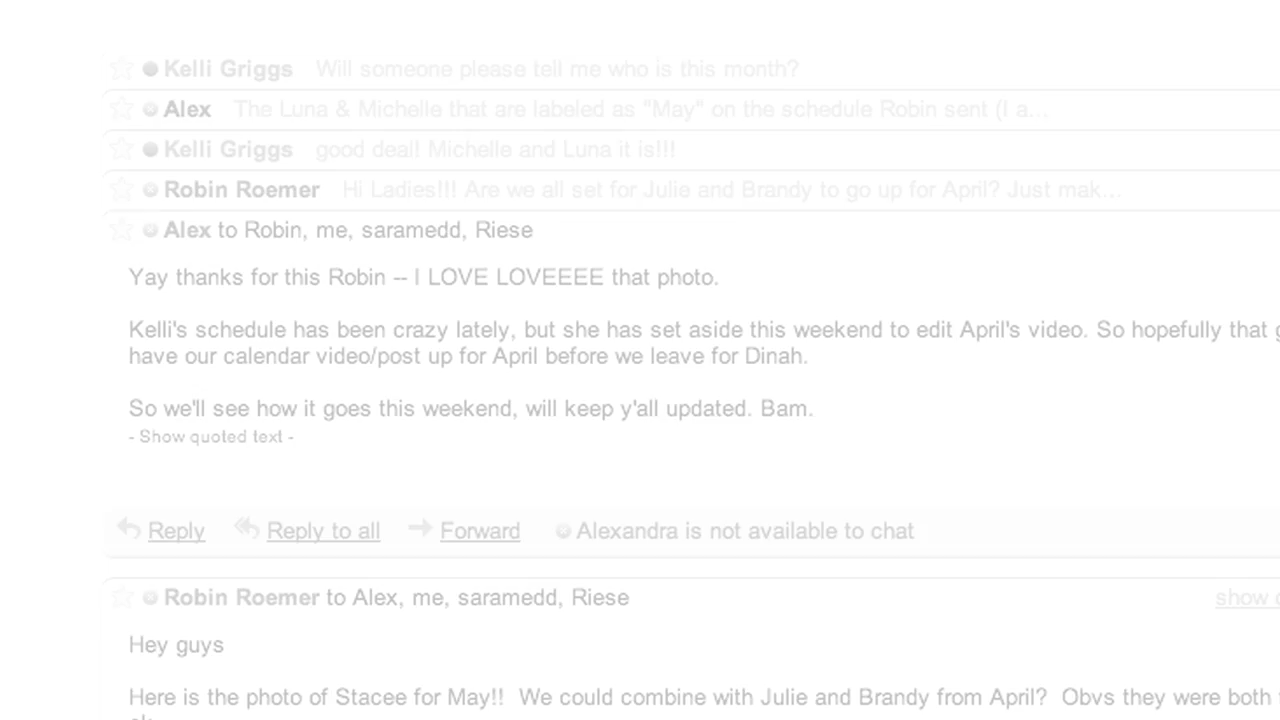 Kelli Griggs Will someone please tell me who is this month?
Alex The Luna & Michelle that are labeled as "May" on the schedule Robin sent (I a...
Kelli Griggs good deal! Michelle and Luna it is!!!
Robin Roemer Hi Ladies!!! Are we all set for Julie and Brandy to go up for April? Just mak...
Alex to Robin, me, saramedd, Riese
Yay thanks for this Robin -- I LOVE LOVEEEE that photo.
Kelli's schedule has been crazy lately, but she has set aside this weekend to edit April's video. So hopefully that
have our calendar video/post up for April before we leave for Dinah.
So we'll see how it goes this weekend, will keep y'all updated. Bam.
- Show quoted text -
Reply Reply to all Forward Alexandra is not available to chat
Robin Roemer to Alex, me, saramedd, Riese show
Hey guys
Here is the photo of Stacee for May!! We could combine with Julie and Brandy from April? Obvs they were both